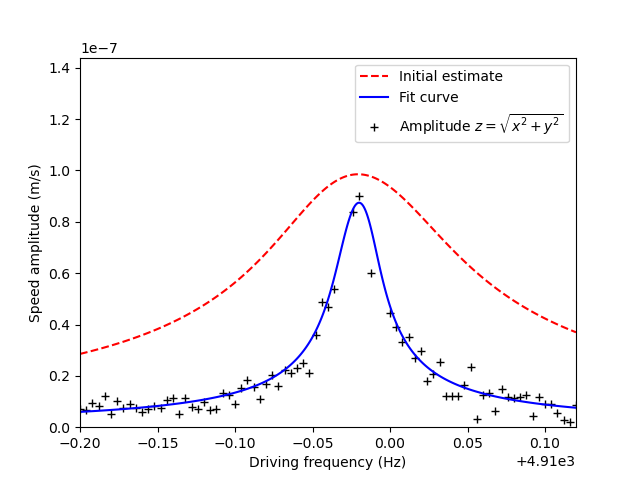 1e−7
1.4
1.2
1.0
0.8
0.6
0.4
0.2
0.0
Speed amplitude (m/s)
Initial estimate
Fit curve
Amplitude z = √x² + y²
−0.20 −0.15 −0.10 −0.05 0.00 0.05 0.10
Driving frequency (Hz)
+4.91e3